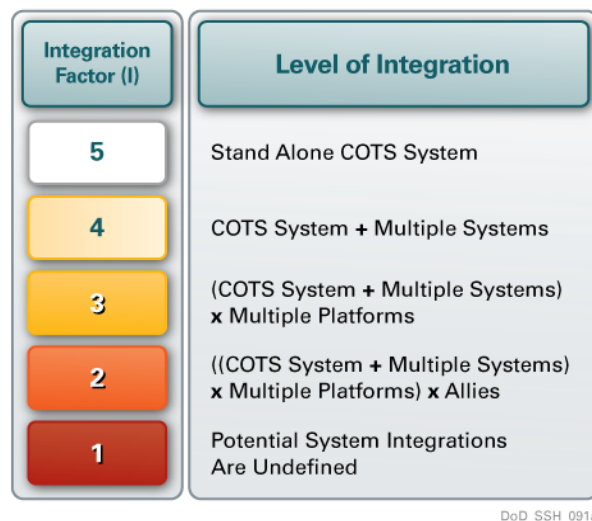 Integration
Factor (I)
Level of Integration
5
Stand Alone COTS System
4
COTS System + Multiple Systems
3
(COTS System + Multiple Systems)
x Multiple Platforms
2
((COTS System + Multiple Systems)
x Multiple Platforms) x Allies
1
Potential System Integrations
Are Undefined
DoD SSH